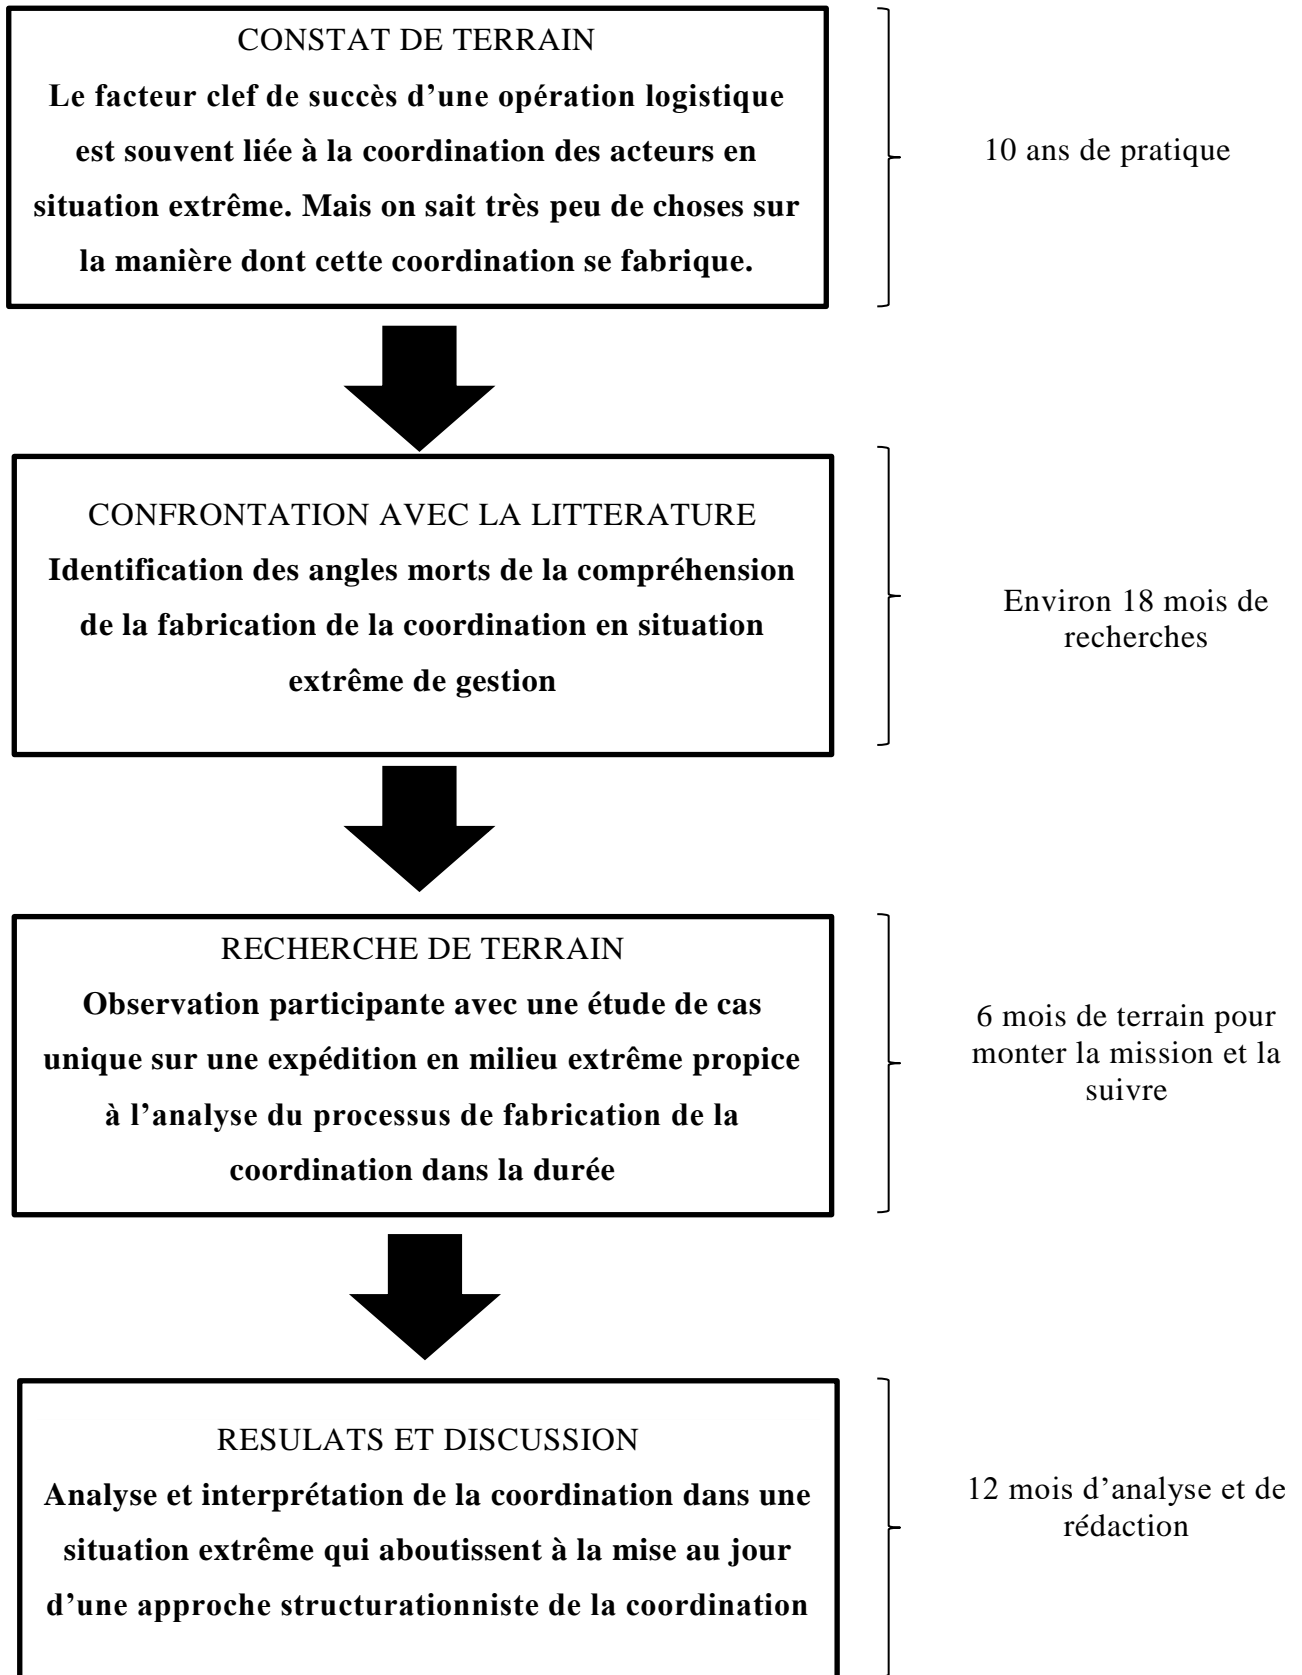 CONSTAT DE TERRAIN
Le facteur clef de succès d’une opération logistique
est souvent liée à la coordination des acteurs en
situation extrême. Mais on sait très peu de choses sur
la manière dont cette coordination se fabrique.
10 ans de pratique
CONFRONTATION AVEC LA LITTERATURE
Identification des angles morts de la compréhension
de la fabrication de la coordination en situation
extrême de gestion
Environ 18 mois de
recherches
RECHERCHE DE TERRAIN
Observation participante avec une étude de cas
unique sur une expédition en milieu extrême propice
à l’analyse du processus de fabrication de la
coordination dans la durée
6 mois de terrain pour
monter la mission et la
suivre
RESULATS ET DISCUSSION
Analyse et interprétation de la coordination dans une
situation extrême qui aboutissent à la mise au jour
d’une approche structurationniste de la coordination
12 mois d’analyse et de
rédaction